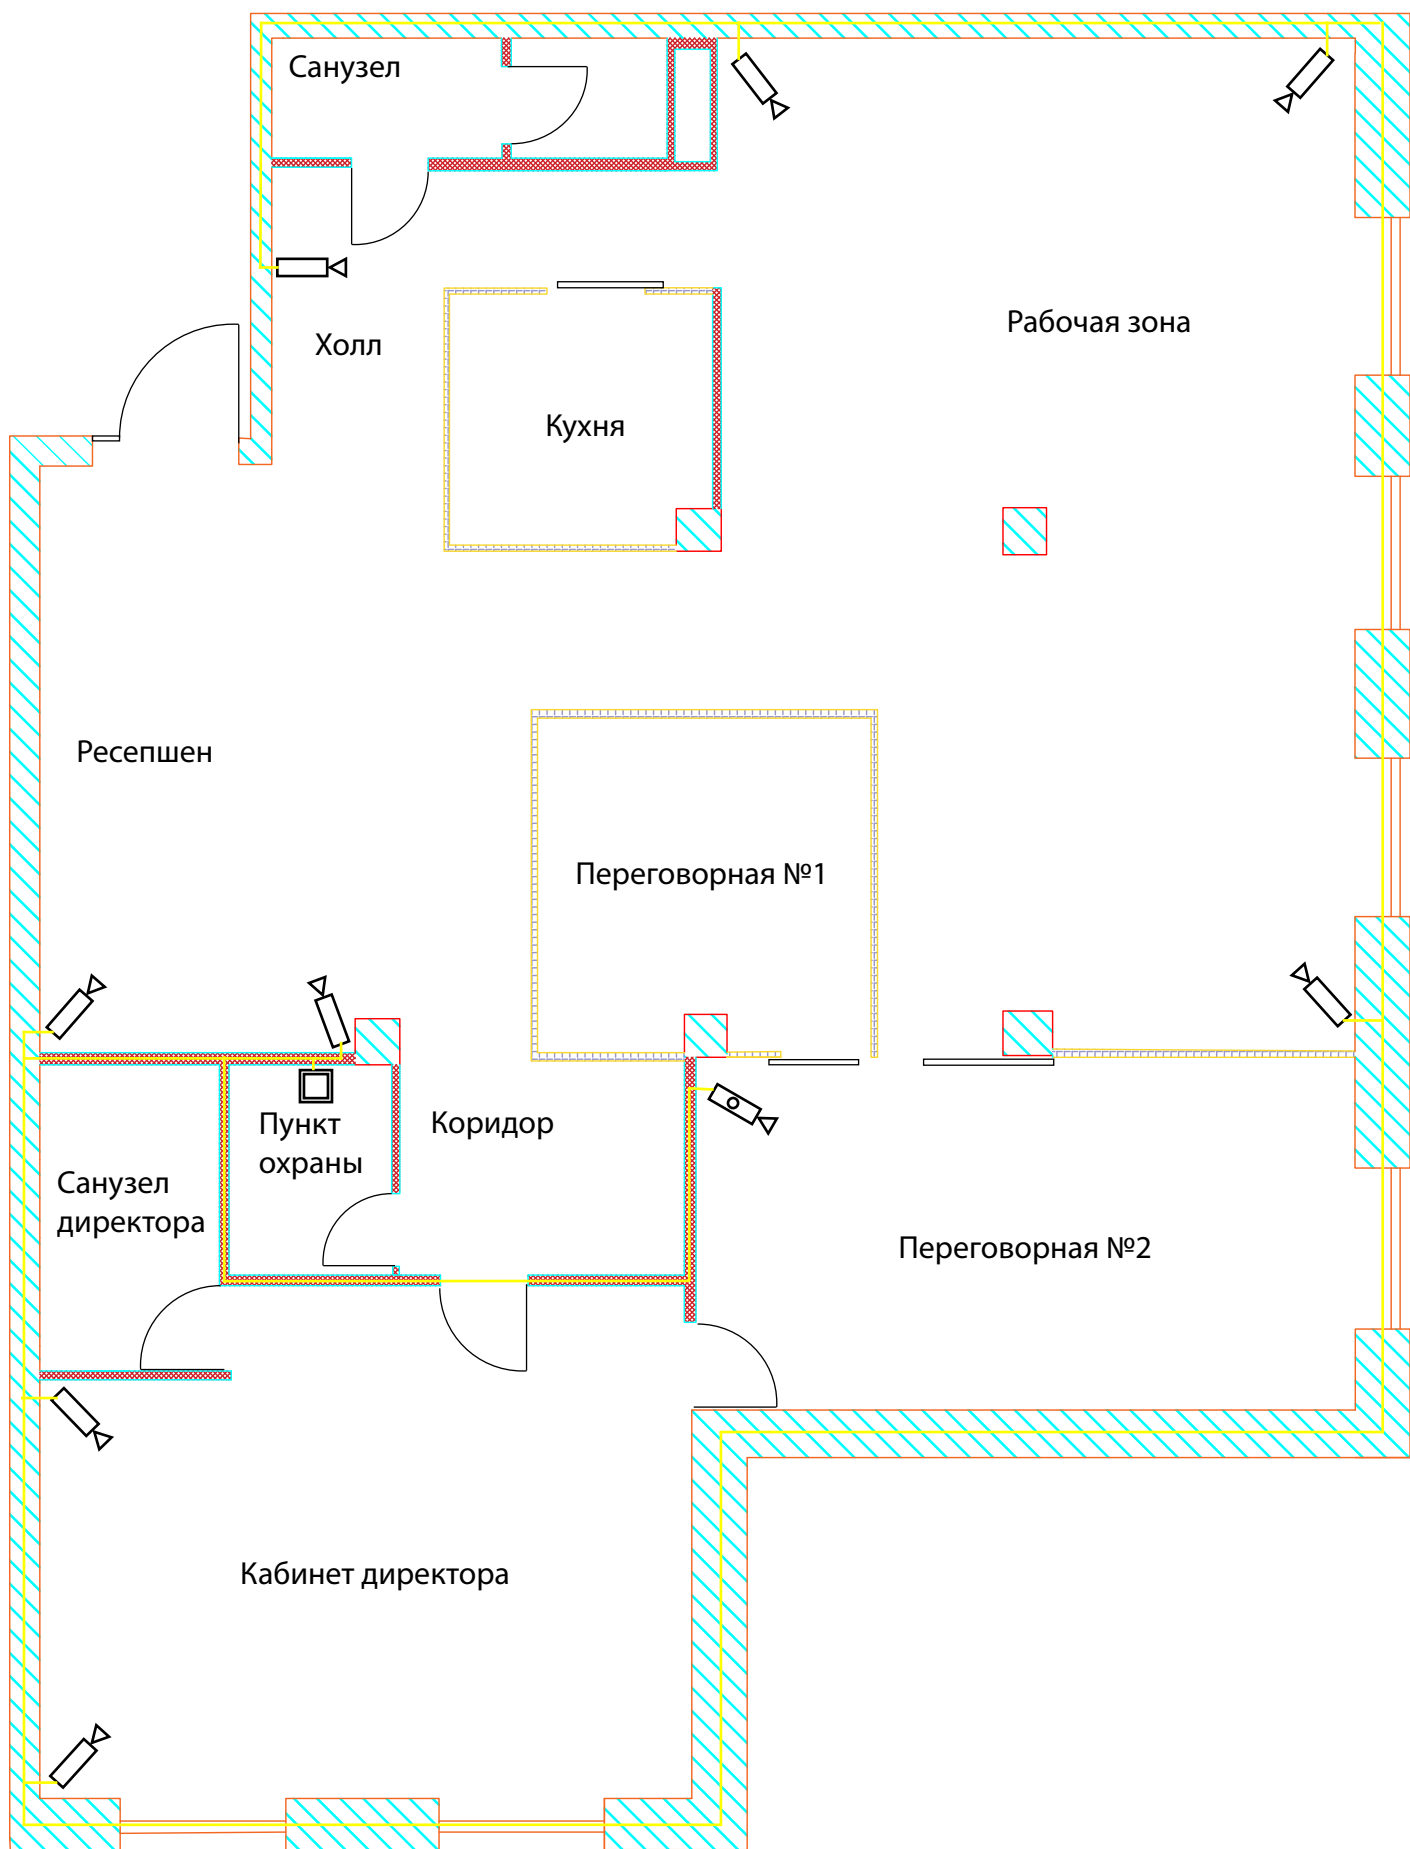 Санузел
Рабочая зона
Холл
Кухня
Ресепшен
Переговорная №1
Пункт
охраны
Коридор
Санузел
директора
Переговорная №2
Кабинет директора